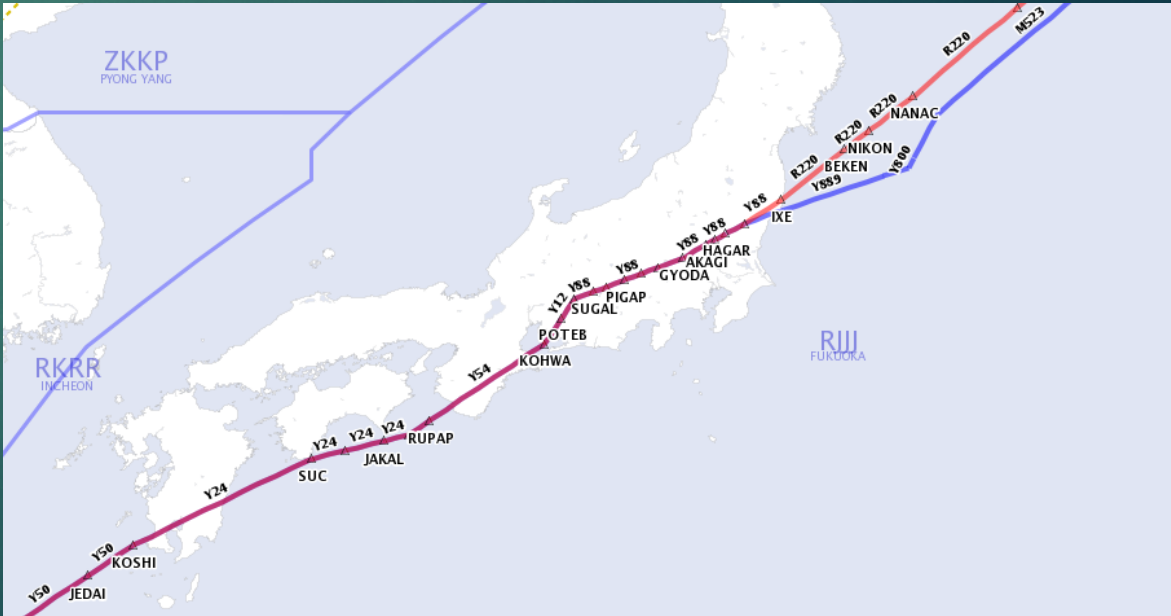 M523
R220
ZKKP
PYONG YANG
R220
NANAC
R220
NIKON
BEKEN
Y800
R220
Y889
Y88
IXE
Y88
HAGAR
Y88
AKAGI
Y88
GYODA
Y88
PIGAP
Y12
SUGAL
POTEB
KOHWA
RJJJ
FUKUOKA
RKRR
INCHEON
Y54
Y24
Y24
Y24
RUPAP
JAKAL
SUC
Y24
Y50
KOSHI
Y50
JEDAI